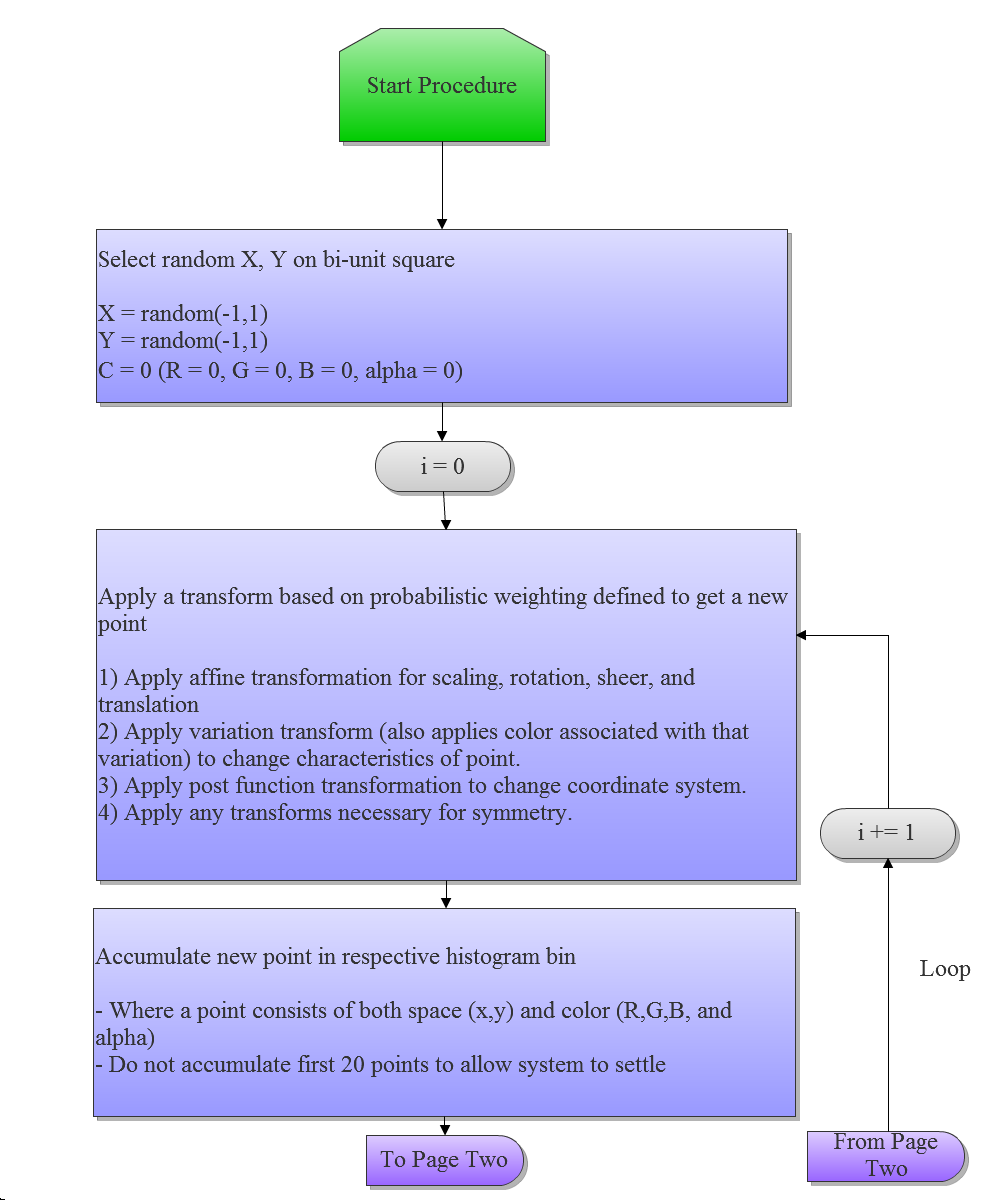 Start Procedure
Select random X, Y on bi-unit square
X = random(-1,1)
Y = random(-1,1)
C = 0 (R = 0, G = 0, B = 0, alpha = 0)
i = 0
Apply a transform based on probabilistic weighting defined to get a new
point
1) Apply affine transformation for scaling, rotation, sheer, and
translation
2) Apply variation transform (also applies color associated with that
variation) to change characteristics of point.
3) Apply post function transformation to change coordinate system.
4) Apply any transforms necessary for symmetry.
i += 1
Accumulate new point in respective histogram bin
- Where a point consists of both space (x,y) and color (R,G,B, and
alpha)
- Do not accumulate first 20 points to allow system to settle
Loop
To Page Two
From Page
Two